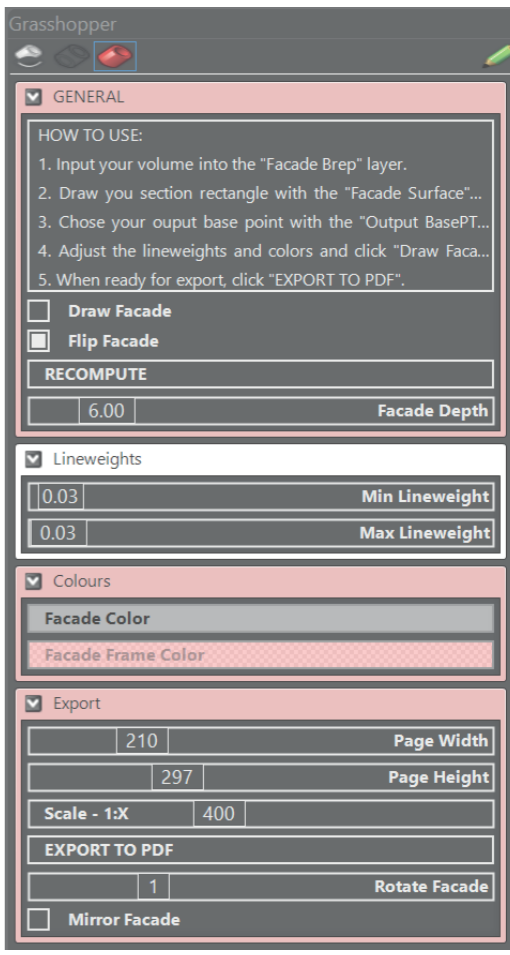 Grasshopper
GENERAL
HOW TO USE:
1. Input your volume into the "Facade Brep" layer.
2. Draw you section rectangle with the "Facade Surface"...
3. Chose your ouput base point with the "Output BasePT...
4. Adjust the lineweights and colors and click "Draw Faca...
5. When ready for export, click "EXPORT TO PDF".
Draw Facade
Flip Facade
RECOMPUTE
6.00 Facade Depth
Lineweights
0.03 Min Lineweight
0.03 Max Lineweight
Colours
Facade Color
Facade Frame Color
Export
210 Page Width
297 Page Height
Scale - 1:X 400
EXPORT TO PDF
1 Rotate Facade
Mirror Facade